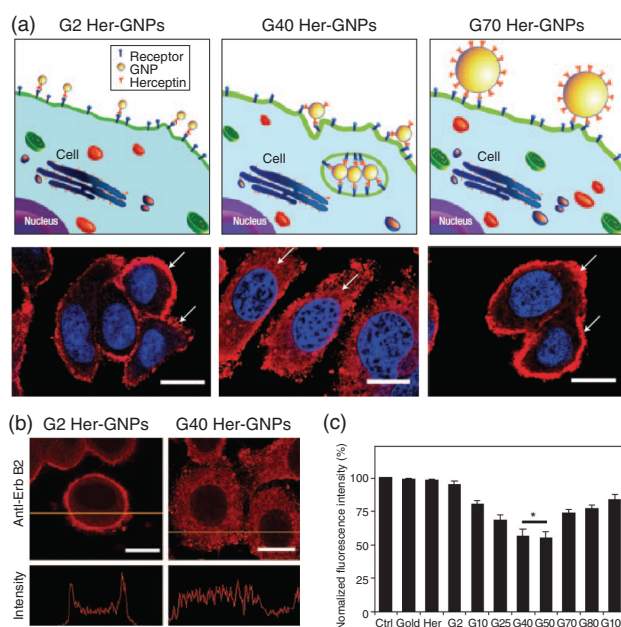 (a)
G2 Her-GNPs
G40 Her-GNPs
G70 Her-GNPs
Receptor
GNP
Herceptin
Cell
Nucleus
Cell
Nucleus
Cell
Nucleus
(b)
G2 Her-GNPs
G40 Her-GNPs
Anti-Erb B2
Intensity
(c)
Nomalized fluorescence intensity (%)
100
75
50
25
0
*
Ctrl Gold Her G2 G10 G25 G40 G50 G70 G80 G10